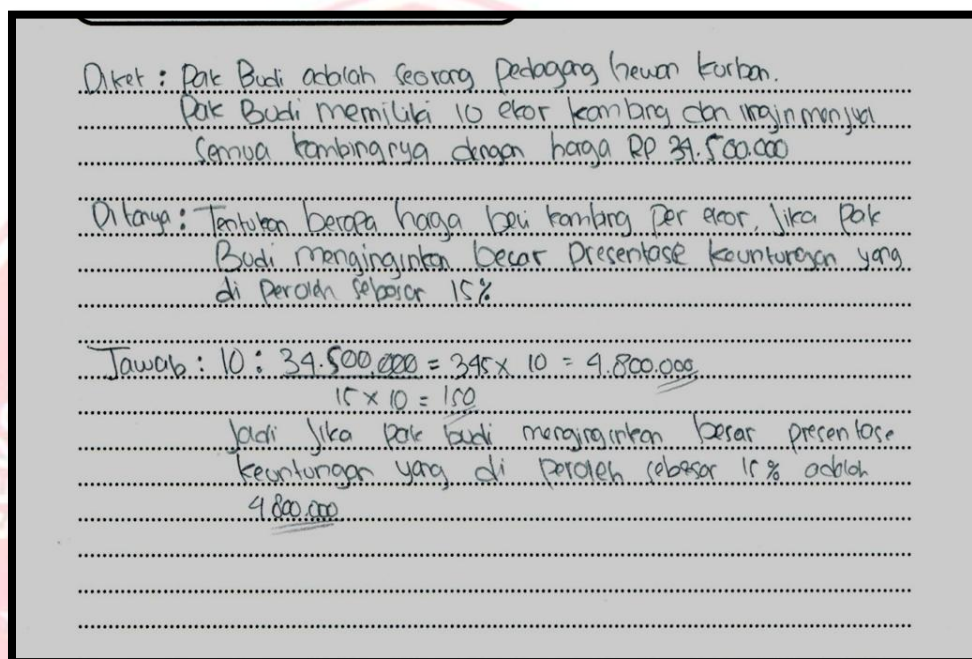 Diket : Pak Budi adalah seorang pedagang hewan kurban.
Pak Budi memiliki 10 ekor kambing dan ingin menjual
semua kambingnya dengan harga RP 34.500.000
Ditanya : Tentukan berapa harga beli kambing per ekor, jika Pak
Budi menginginkan besar presentase keuntungan yang
di peroleh sebesar 15%
Jawab : 10 : 34.500.000 = 345 x 10 = 4.800.000
15 x 10 = 150
Jadi jika Pak budi menginginkan besar presentase
keuntungan yang di peroleh sebesar 15% adalah
4.800.000